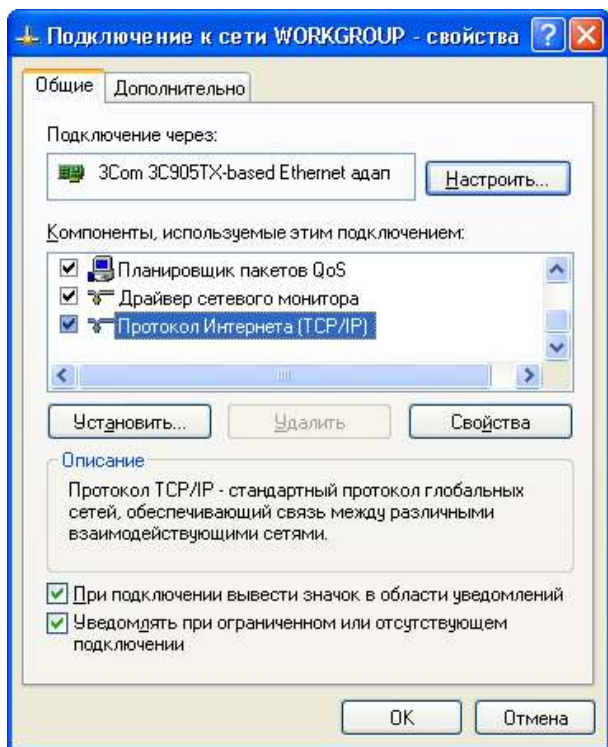 Подключение к сети WORKGROUP - свойства
Общие
Дополнительно
Подключение через:
3Com 3C905TX-based Ethernet адап
Настроить...
Компоненты, используемые этим подключением:
Планировщик пакетов QoS
Драйвер сетевого монитора
Протокол Интернета (TCP/IP)
Установить...
Удалить
Свойства
Описание
Протокол TCP/IP - стандартный протокол глобальных
сетей, обеспечивающий связь между различными
взаимодействующими сетями.
При подключении вывести значок в области уведомлений
Уведомлять при ограниченном или отсутствующем
подключении
OK
Отмена